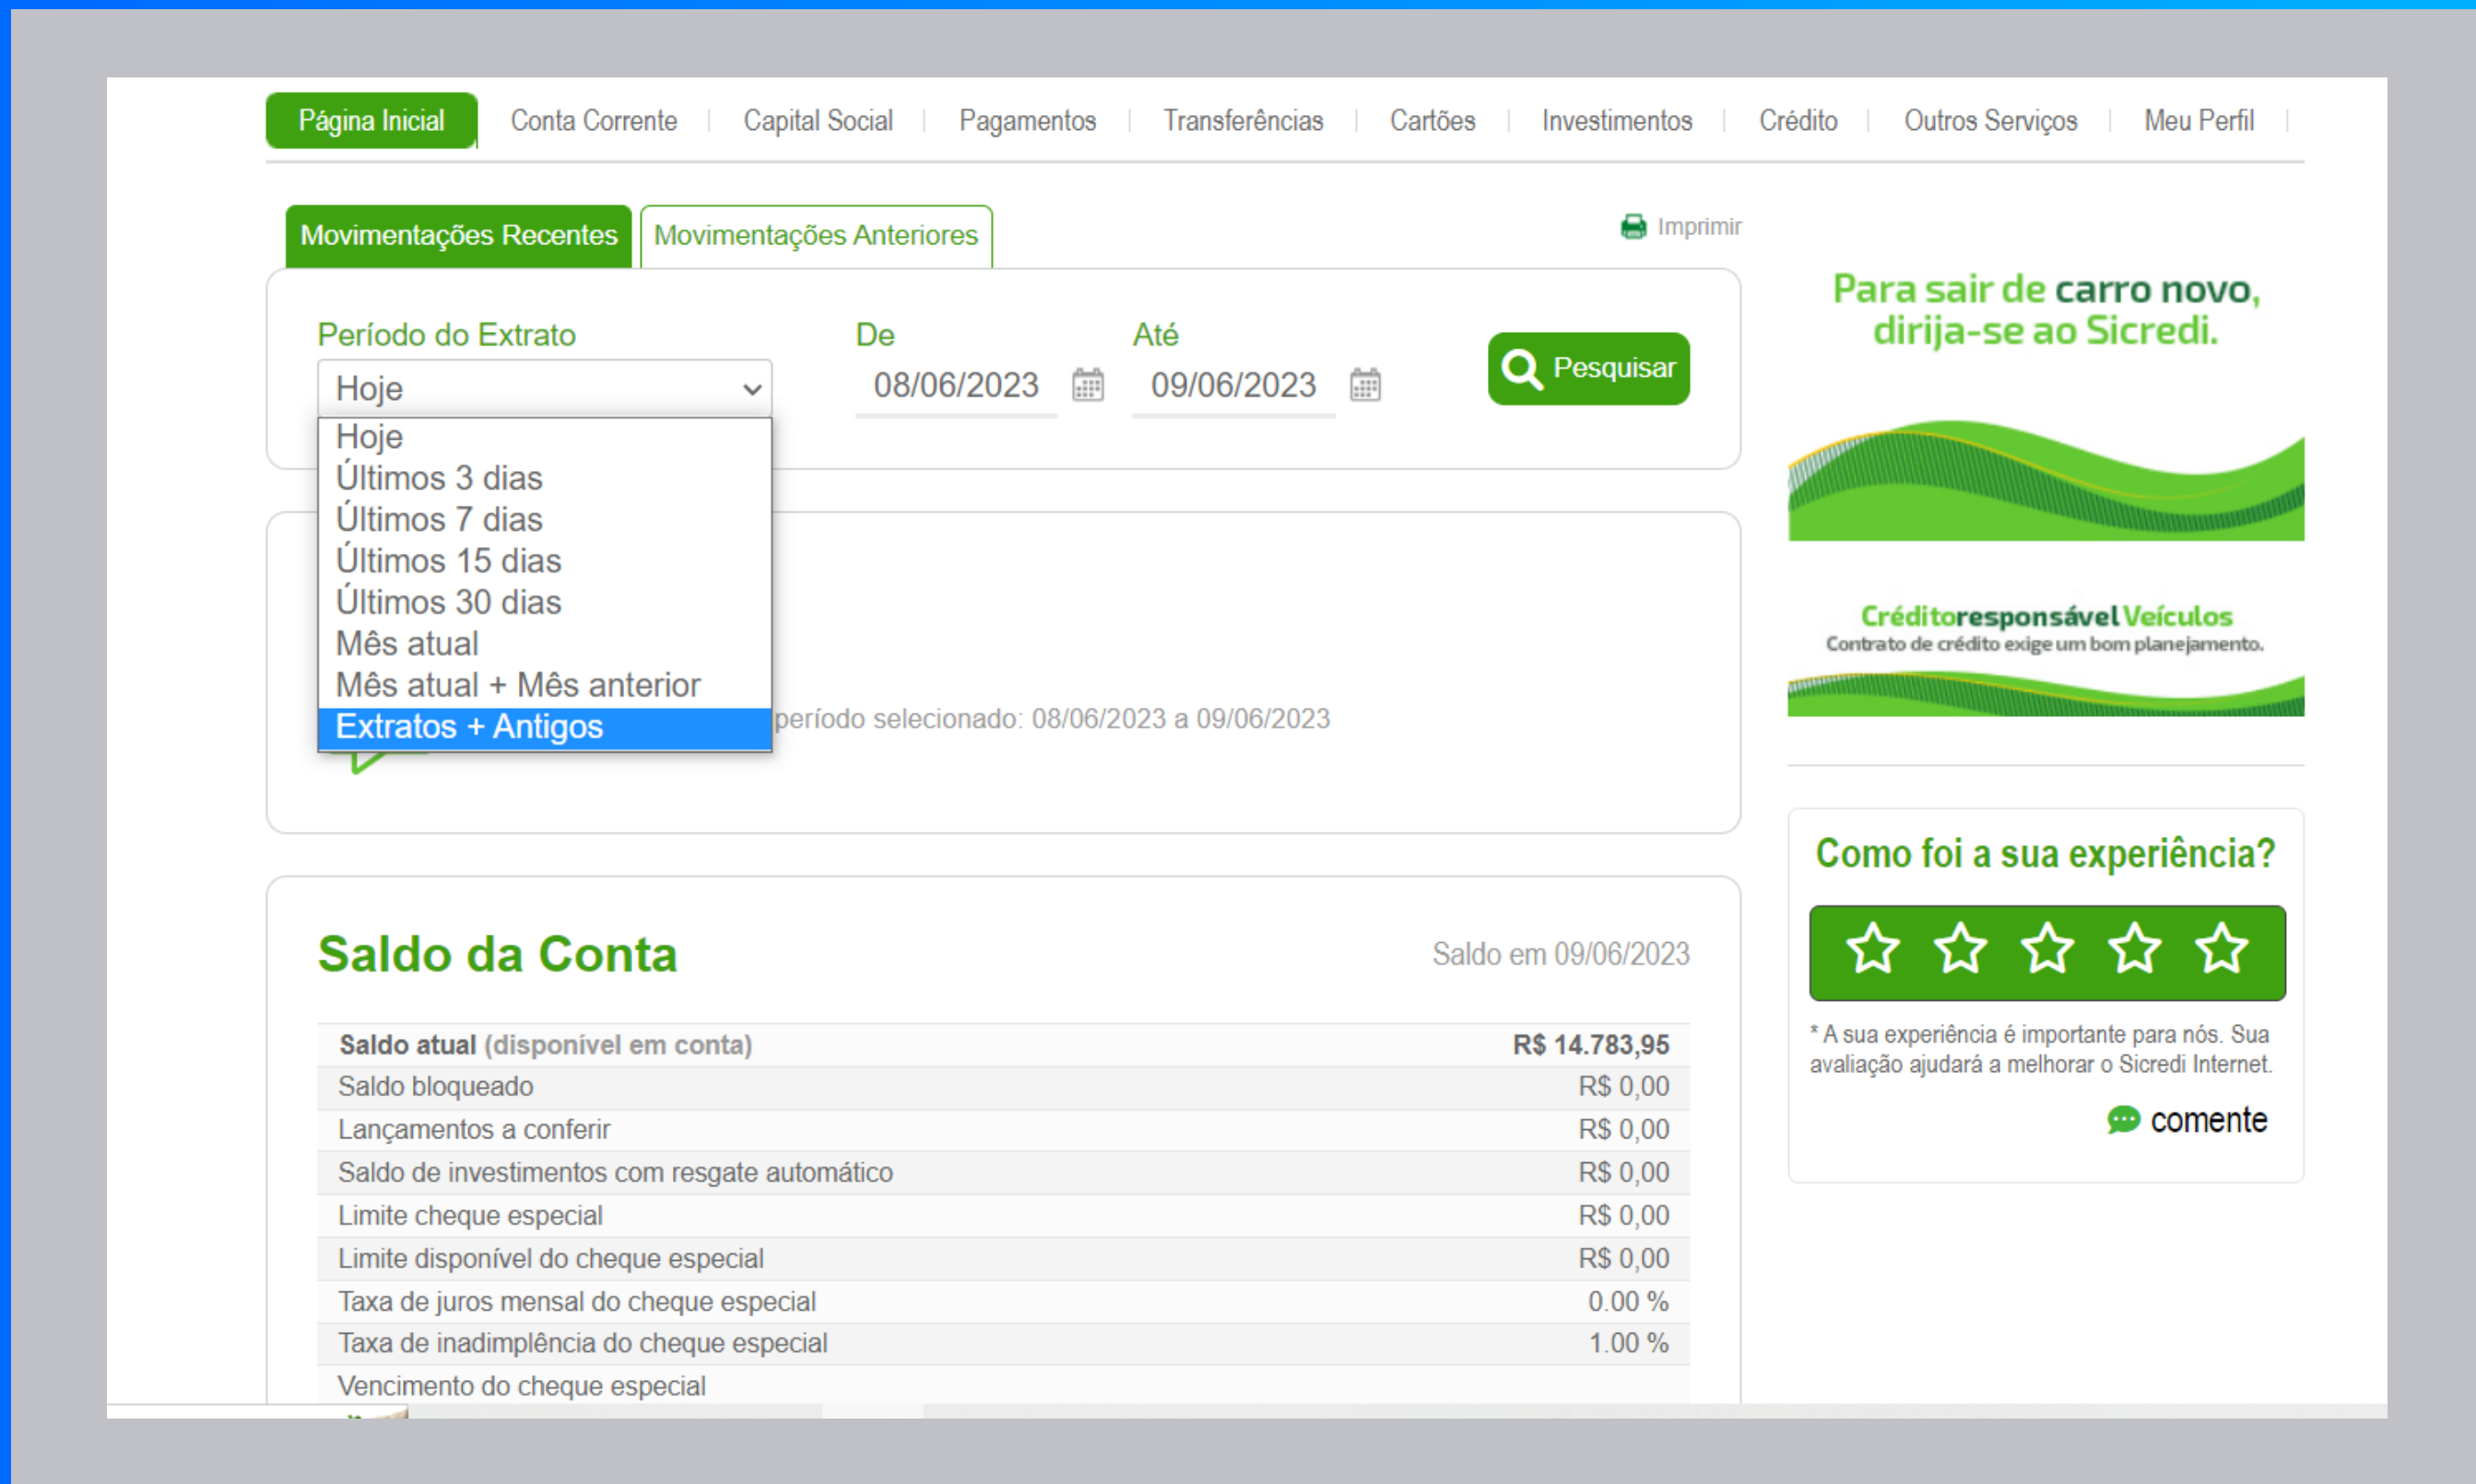 Página Inicial Conta Corrente Capital Social Pagamentos Transferências Cartões Investimentos Crédito Outros Serviços Meu Perfil
Movimentações Recentes Movimentações Anteriores Imprimir
Período do Extrato De Até
Hoje 08/06/2023 09/06/2023 Pesquisar
Hoje
Últimos 3 dias
Últimos 7 dias
Últimos 15 dias
Últimos 30 dias
Mês atual
Mês atual + Mês anterior
Extratos + Antigos
período selecionado: 08/06/2023 a 09/06/2023
Saldo da Conta Saldo em 09/06/2023
Saldo atual (disponível em conta) R$ 14.783,95
Saldo bloqueado R$ 0,00
Lançamentos a conferir R$ 0,00
Saldo de investimentos com resgate automático R$ 0,00
Limite cheque especial R$ 0,00
Limite disponível do cheque especial R$ 0,00
Taxa de juros mensal do cheque especial 0.00 %
Taxa de inadimplência do cheque especial 1.00 %
Vencimento do cheque especial
Para sair de carro novo,
dirija-se ao Sicredi.
Créditoresponsável Veículos
Contrato de crédito exige um bom planejamento.
Como foi a sua experiência?
* A sua experiência é importante para nós. Sua
avaliação ajudará a melhorar o Sicredi Internet.
comente